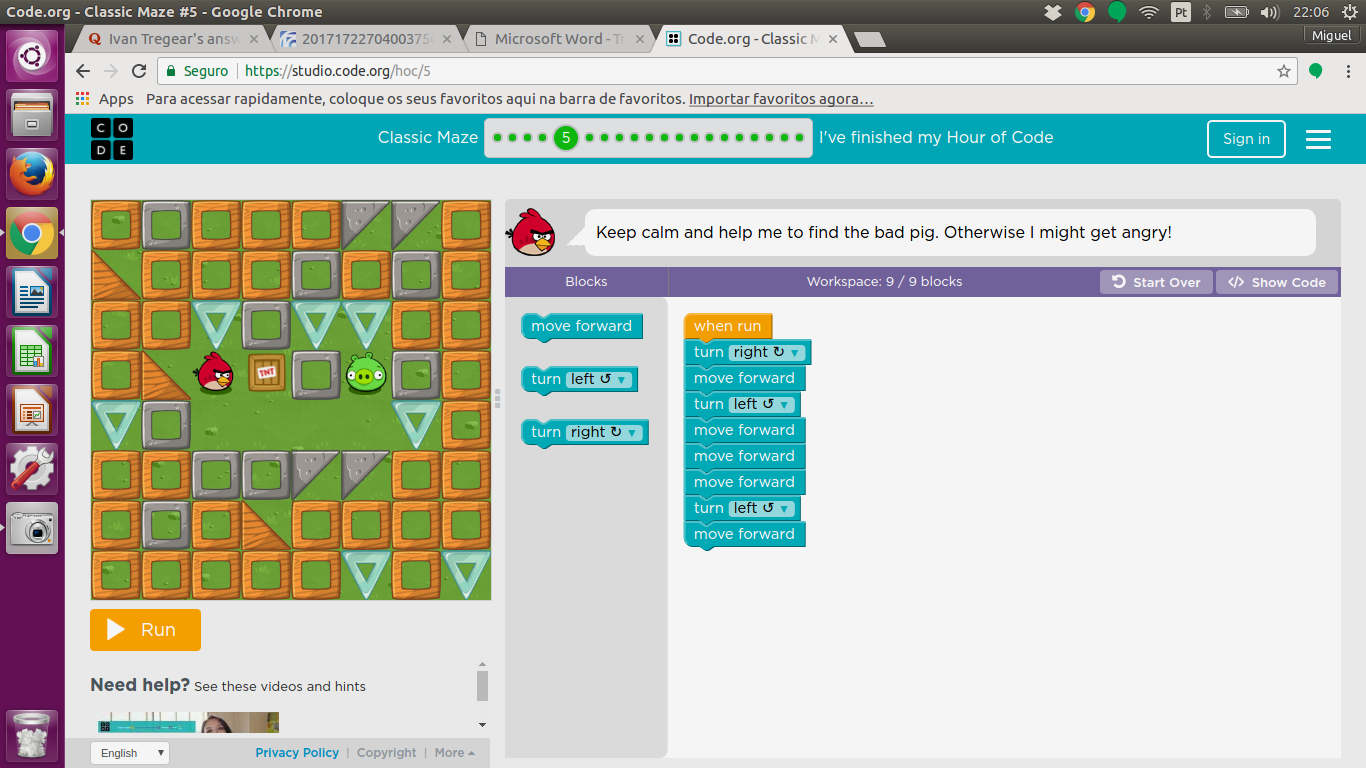 Code.org - Classic Maze #5 - Google Chrome
Pt
22:06
Ivan Tregear's answ
Microsoft Word - Tr
Code.org - Classic M
Miguel
Seguro
https://studio.code.org/hoc/5
Apps Para acessar rapidamente, coloque os seus favoritos aqui na barra de favoritos. Importar favoritos agora...
C O
D E
Classic Maze
5
I've finished my Hour of Code
Sign in
Keep calm and help me to find the bad pig. Otherwise I might get angry!
Blocks
Workspace: 9 / 9 blocks
Start Over
Show Code
move forward
turn left ↺
turn right ↻
when run
turn right ↻
move forward
turn left ↺
move forward
move forward
move forward
turn left ↺
move forward
TNT
Run
Need help? See these videos and hints
English
Privacy Policy | Copyright | More